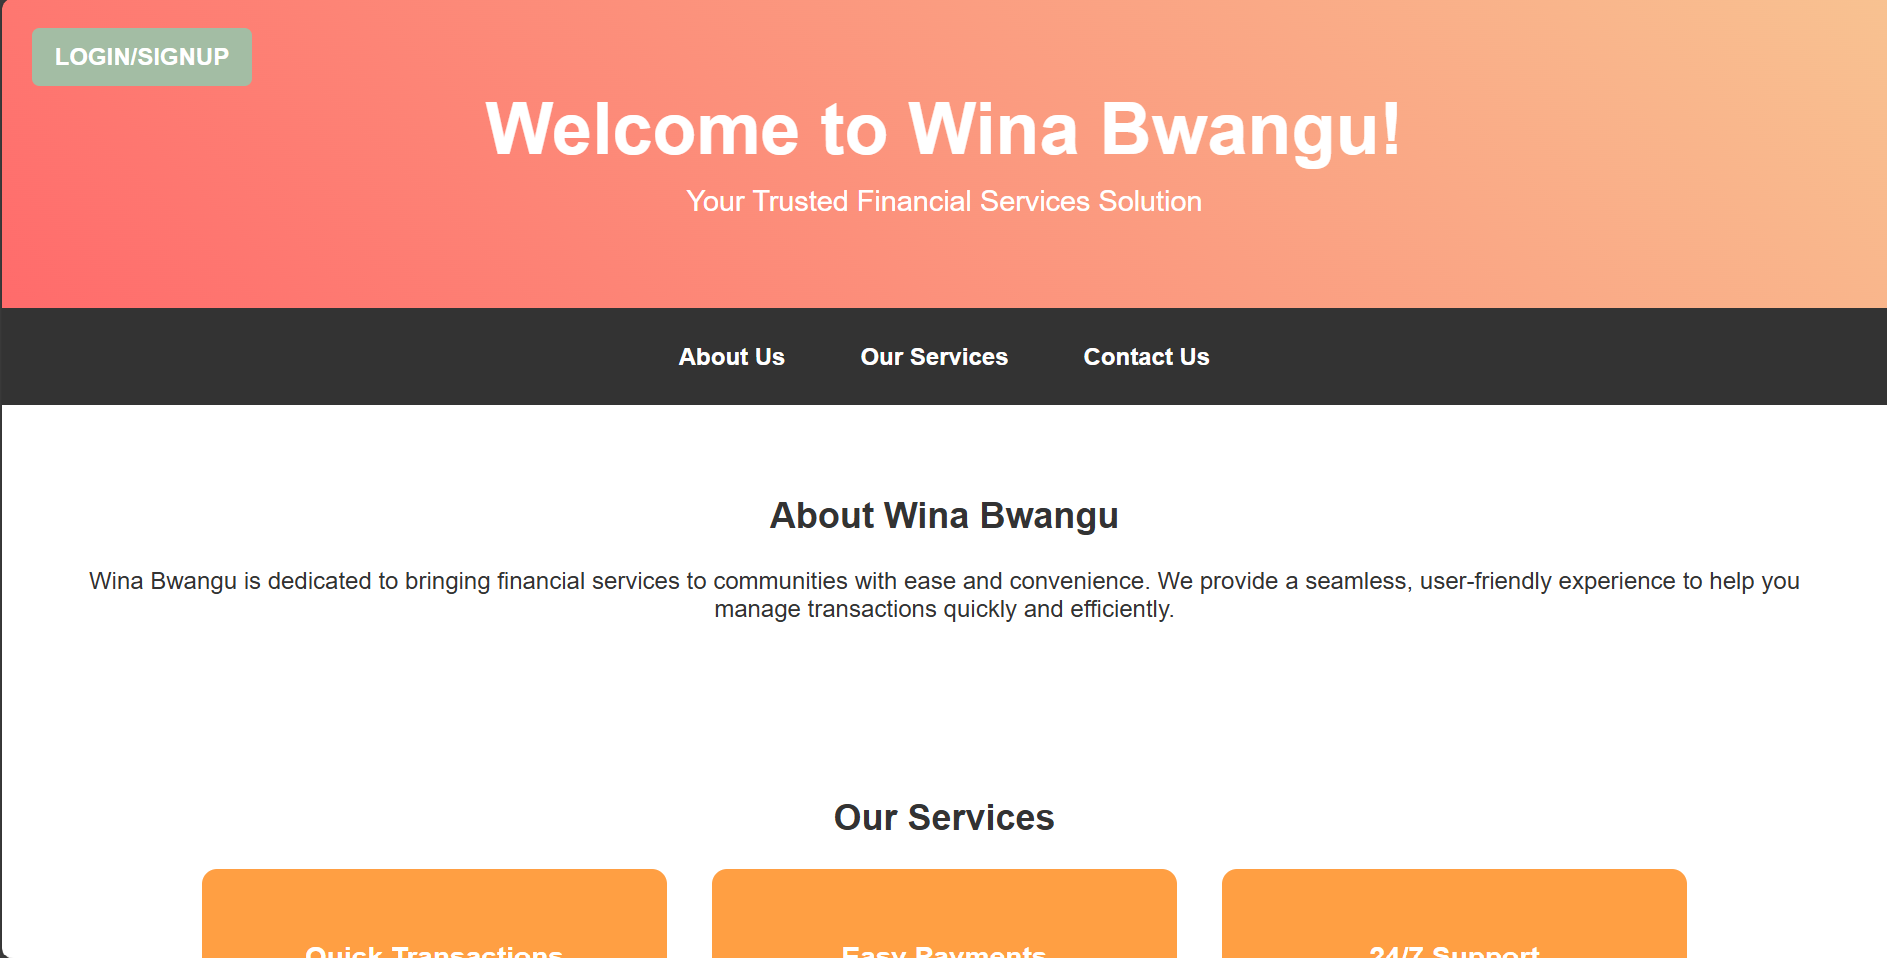 LOGIN/SIGNUP
Welcome to Wina Bwangu!
Your Trusted Financial Services Solution
About Us Our Services Contact Us
About Wina Bwangu
Wina Bwangu is dedicated to bringing financial services to communities with ease and convenience. We provide a seamless, user-friendly experience to help you
manage transactions quickly and efficiently.
Our Services
Quick Transactions Easy Payments 24/7 Support